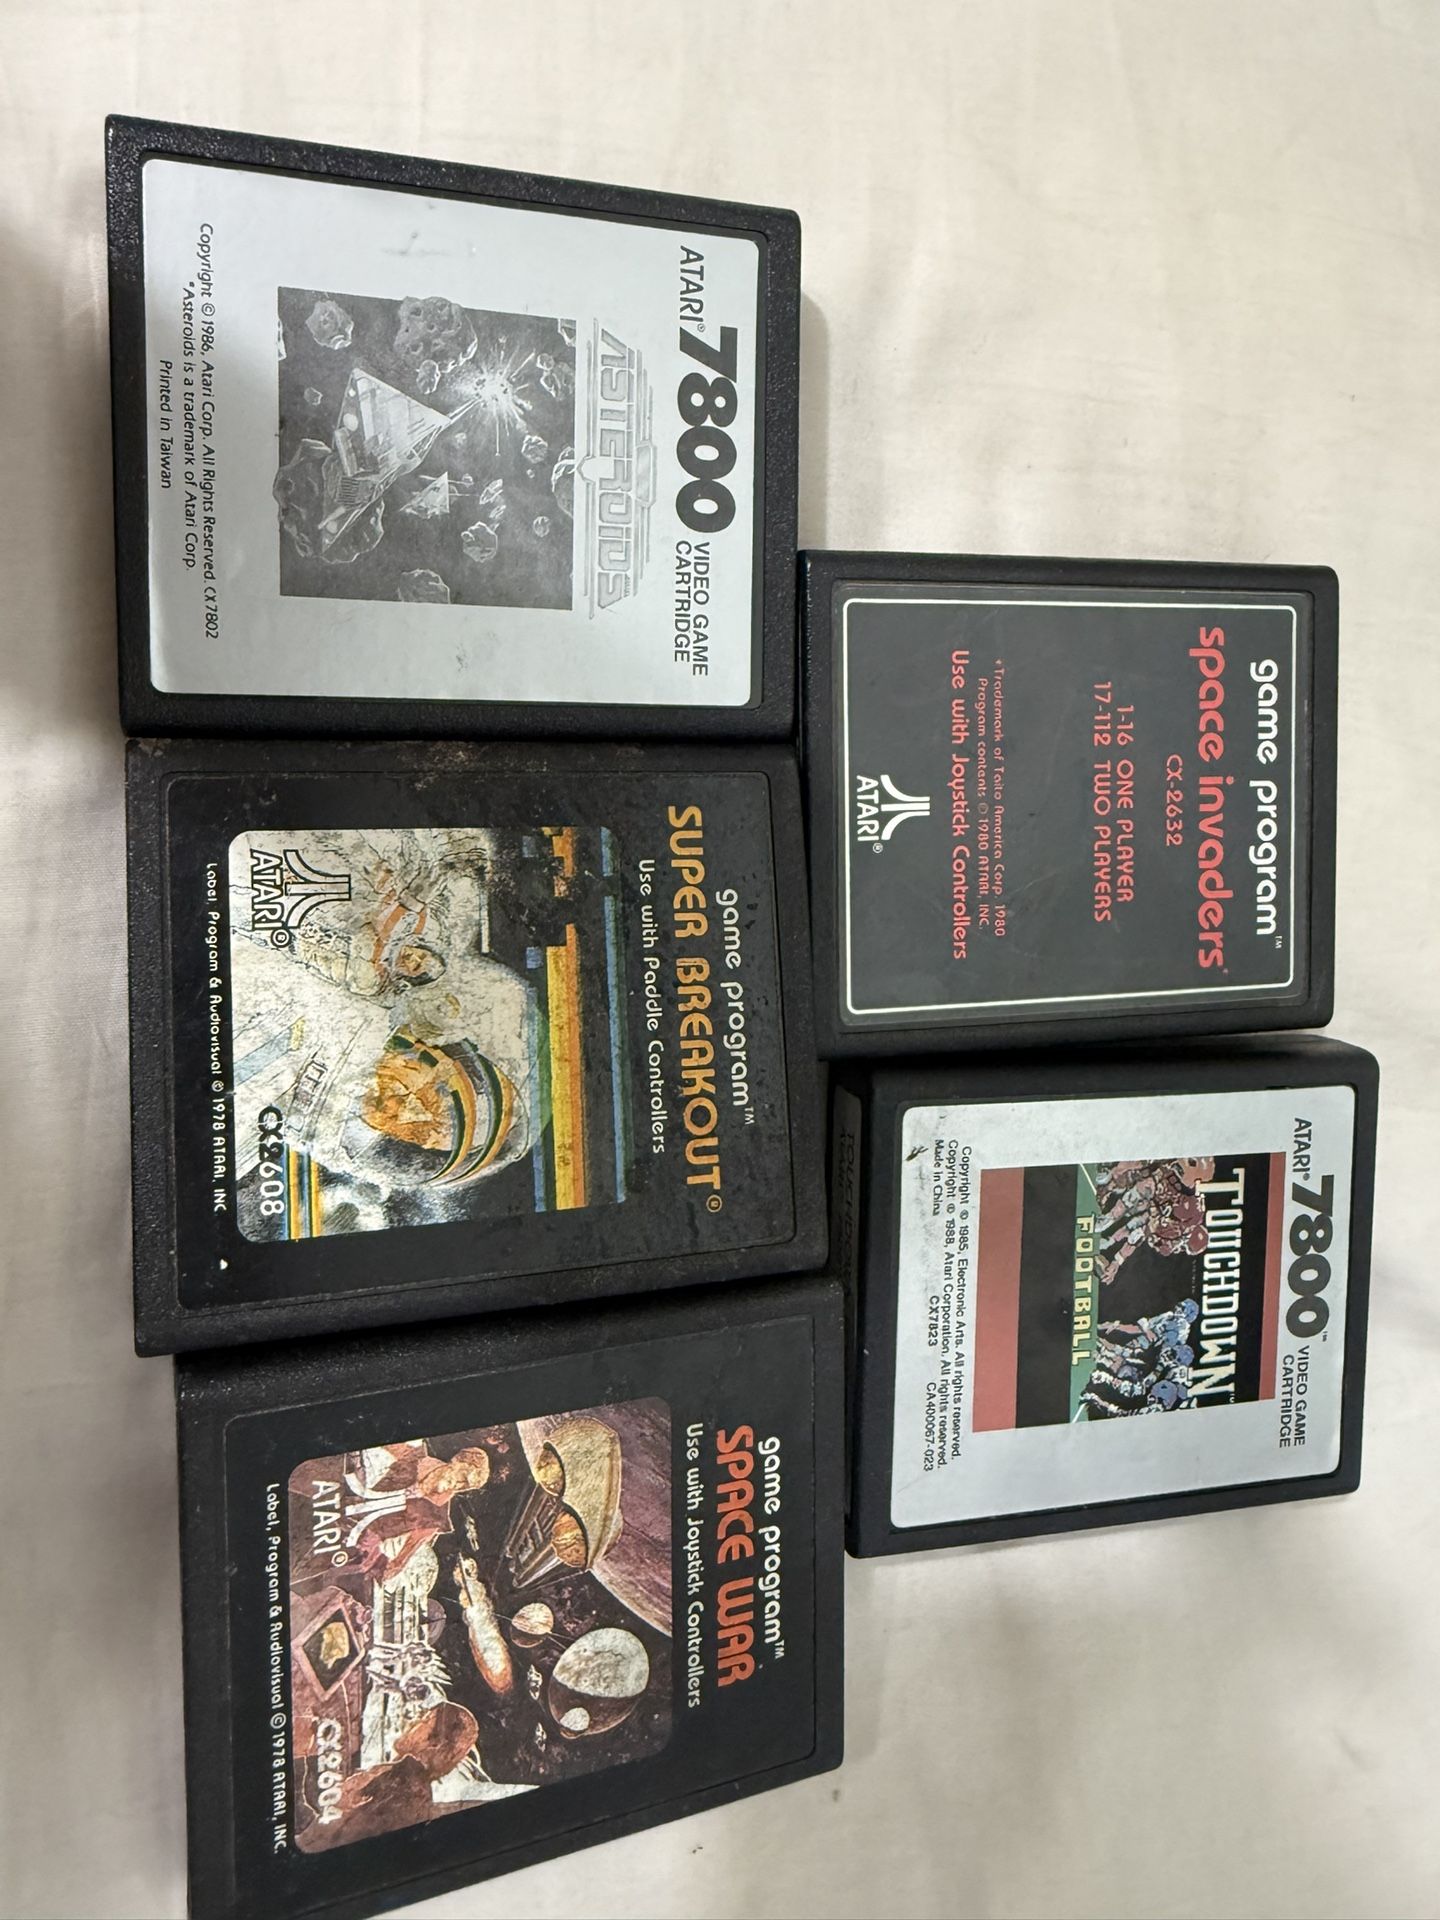 ATARI® 7800 VIDEO GAME
CARTRIDGE
ASTEROIDS
Copyright © 1986, Atari Corp. All Rights Reserved. CX7802
*Asteroids is a trademark of Atari Corp.
Printed in Taiwan
game program™
space invaders*
CX-2632
1-16 ONE PLAYER
17-112 TWO PLAYERS
*Trademark of Taito America Corp. 1980
Program contents © 1980 ATARI, INC.
Use with Joystick Controllers
ATARI®
game program™
SUPER BREAKOUT®
Use with Paddle Controllers
ATARI®
CX2608
Label, Program & Audiovisual © 1978 ATARI, INC
ATARI® 7800™ VIDEO GAME
CARTRIDGE
TOUCHDOWN
FOOTBALL
Copyright © 1985, Electronic Arts. All rights reserved.
Copyright © 1988, Atari Corporation. All rights reserved.
Made in China CX7823 CA400067-023
game program™
SPACE WAR
Use with Joystick Controllers
ATARI®
CX2604
Label, Program & Audiovisual © 1978 ATARI, INC.